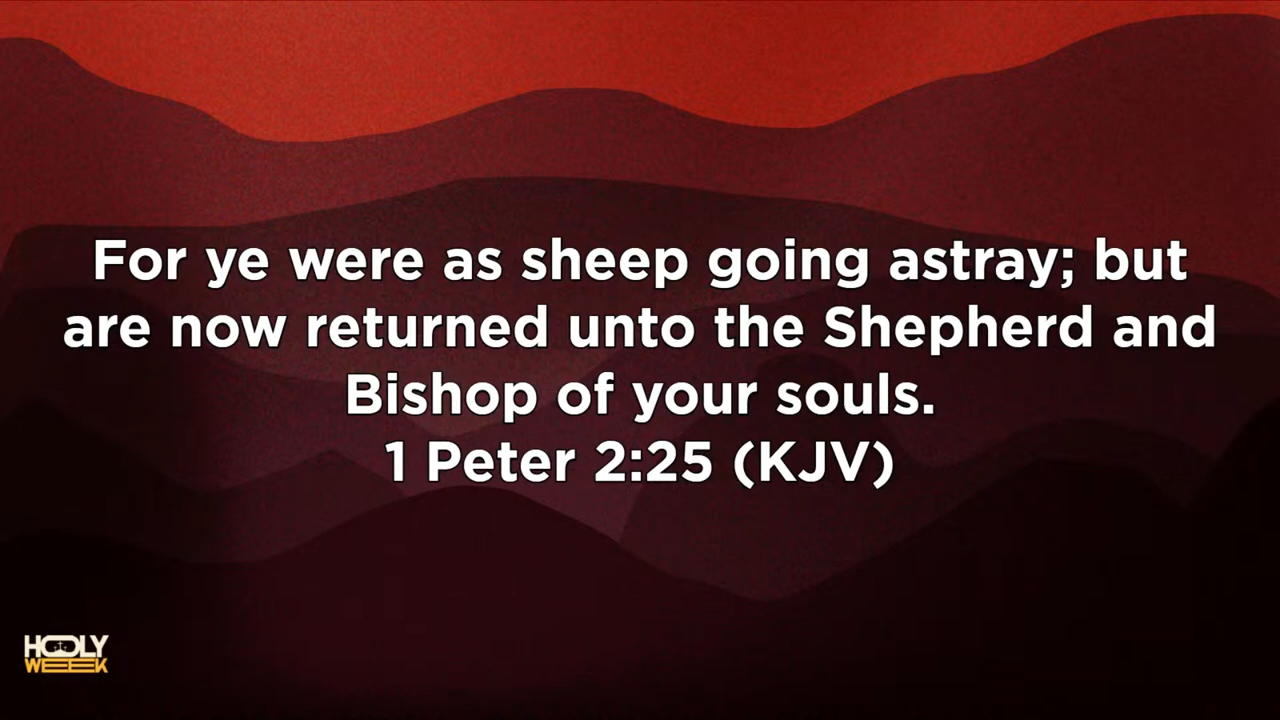 For ye were as sheep going astray; but
are now returned unto the Shepherd and
Bishop of your souls.
1 Peter 2:25 (KJV)
HOLY
WEEK